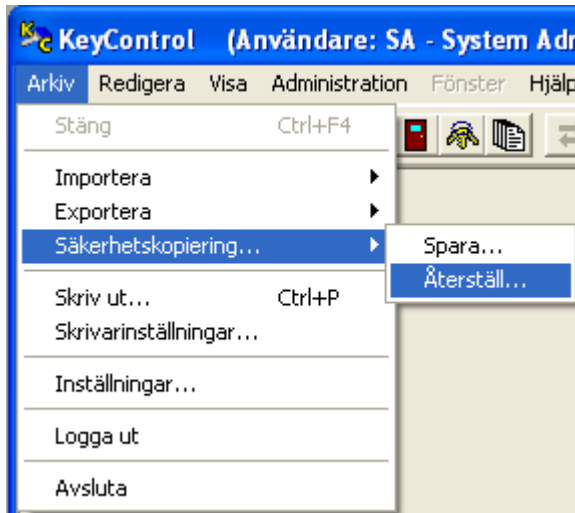 KeyControl (Användare: SA - System Adr
Arkiv Redigera Visa Administration Fönster Hjälp
Stäng Ctrl+F4
Importera
Exportera
Säkerhetskopiering...
Spara...
Återställ...
Skriv ut... Ctrl+P
Skrivarinställningar...
Inställningar...
Logga ut
Avsluta